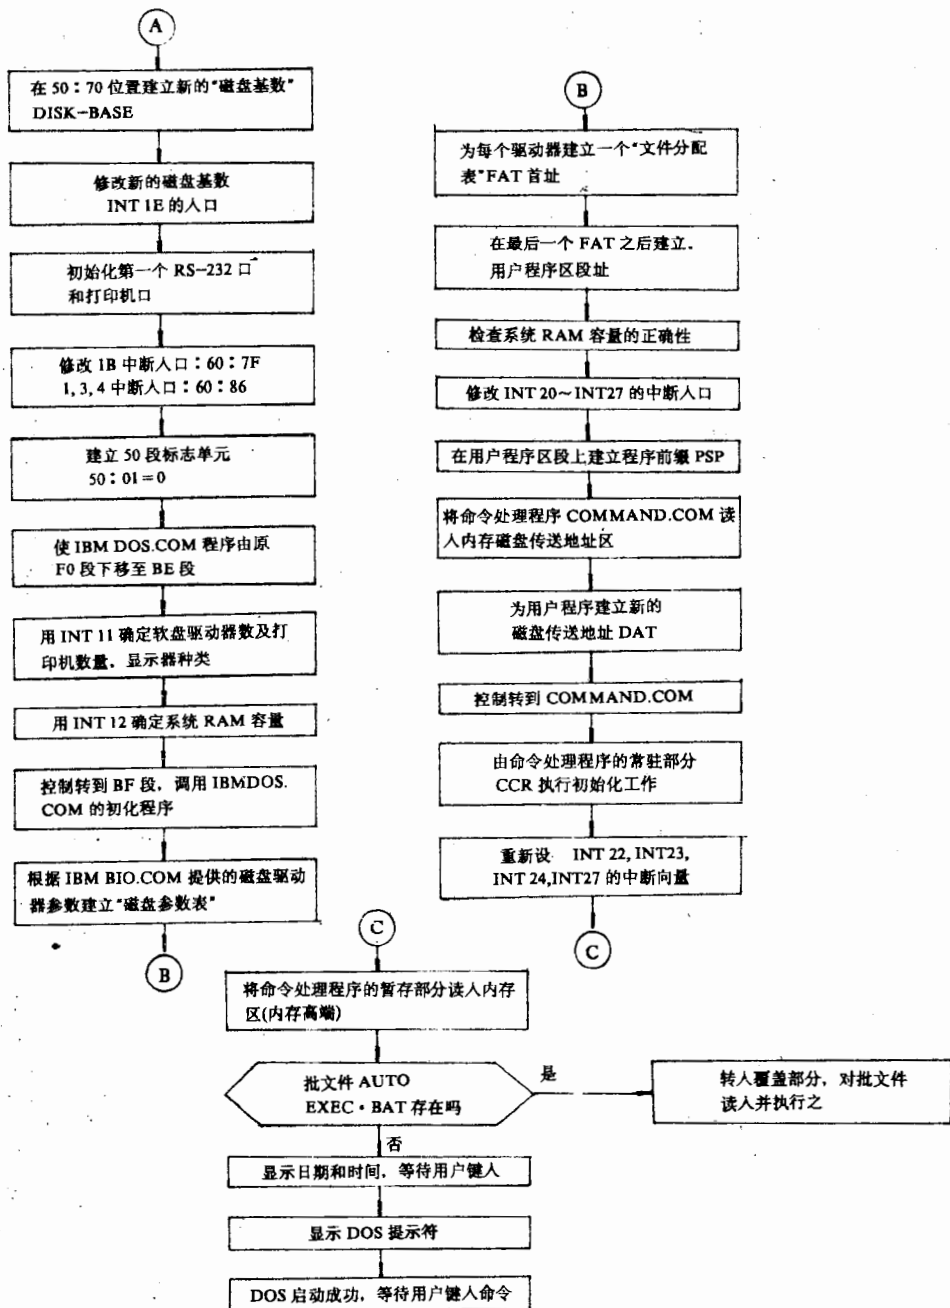 A
在 50：70 位置建立新的“磁盘基数”
DISK-BASE
修改新的磁盘基数
INT 1E 的人口
初始化第一个 RS-232 口
和打印机口
修改 1B 中断人口：60：7F
1, 3, 4 中断人口：60：86
建立 50 段标志单元
50：01＝0
使 IBM DOS.COM 程序由原
F0 段下移至 BE 段
用 INT 11 确定软盘驱动器数及打
印机数量，显示器种类
用 INT 12 确定系统 RAM 容量
控制转到 BF 段，调用 IBMDOS.
COM 的初化程序
根据 IBM BIO.COM 提供的磁盘驱动
器参数建立“磁盘参数表”
B
B
为每个驱动器建立一个“文件分配
表”FAT 首址
在最后一个 FAT 之后建立.
用户程序区段址
检查系统 RAM 容量的正确性
修改 INT 20～INT27 的中断人口
在用户程序区段上建立程序前缀 PSP
将命令处理程序 COMMAND.COM 读
人内存磁盘传送地址区
为用户程序建立新的
磁盘传送地址 DAT
控制转到 COMMAND.COM
由命令处理程序的常驻部分
CCR 执行初始化工作
重新设 INT 22, INT23,
INT 24,INT27 的中断向量
C
C
将命令处理程序的暂存部分读人内存
区(内存高端)
批文件 AUTO
EXEC·BAT 存在吗
是
转人覆盖部分，对批文件
读人并执行之
否
显示日期和时间，等待用户键人
显示 DOS 提示符
DOS 启动成功，等待用户键人命令